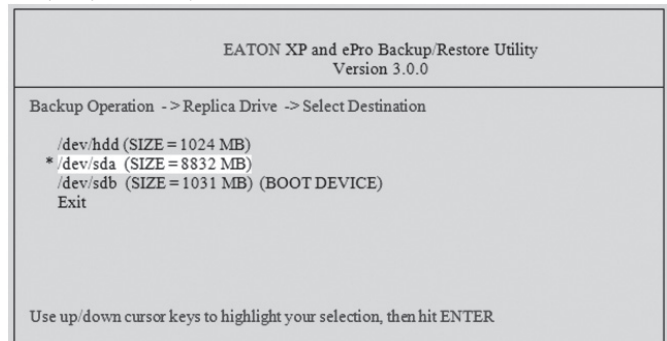 EATON XP and ePro Backup/Restore Utility
Version 3.0.0
Backup Operation -> Replica Drive -> Select Destination
/dev/hdd (SIZE = 1024 MB)
* /dev/sda (SIZE = 8832 MB)
/dev/sdb (SIZE = 1031 MB) (BOOT DEVICE)
Exit
Use up/down cursor keys to highlight your selection, then hit ENTER